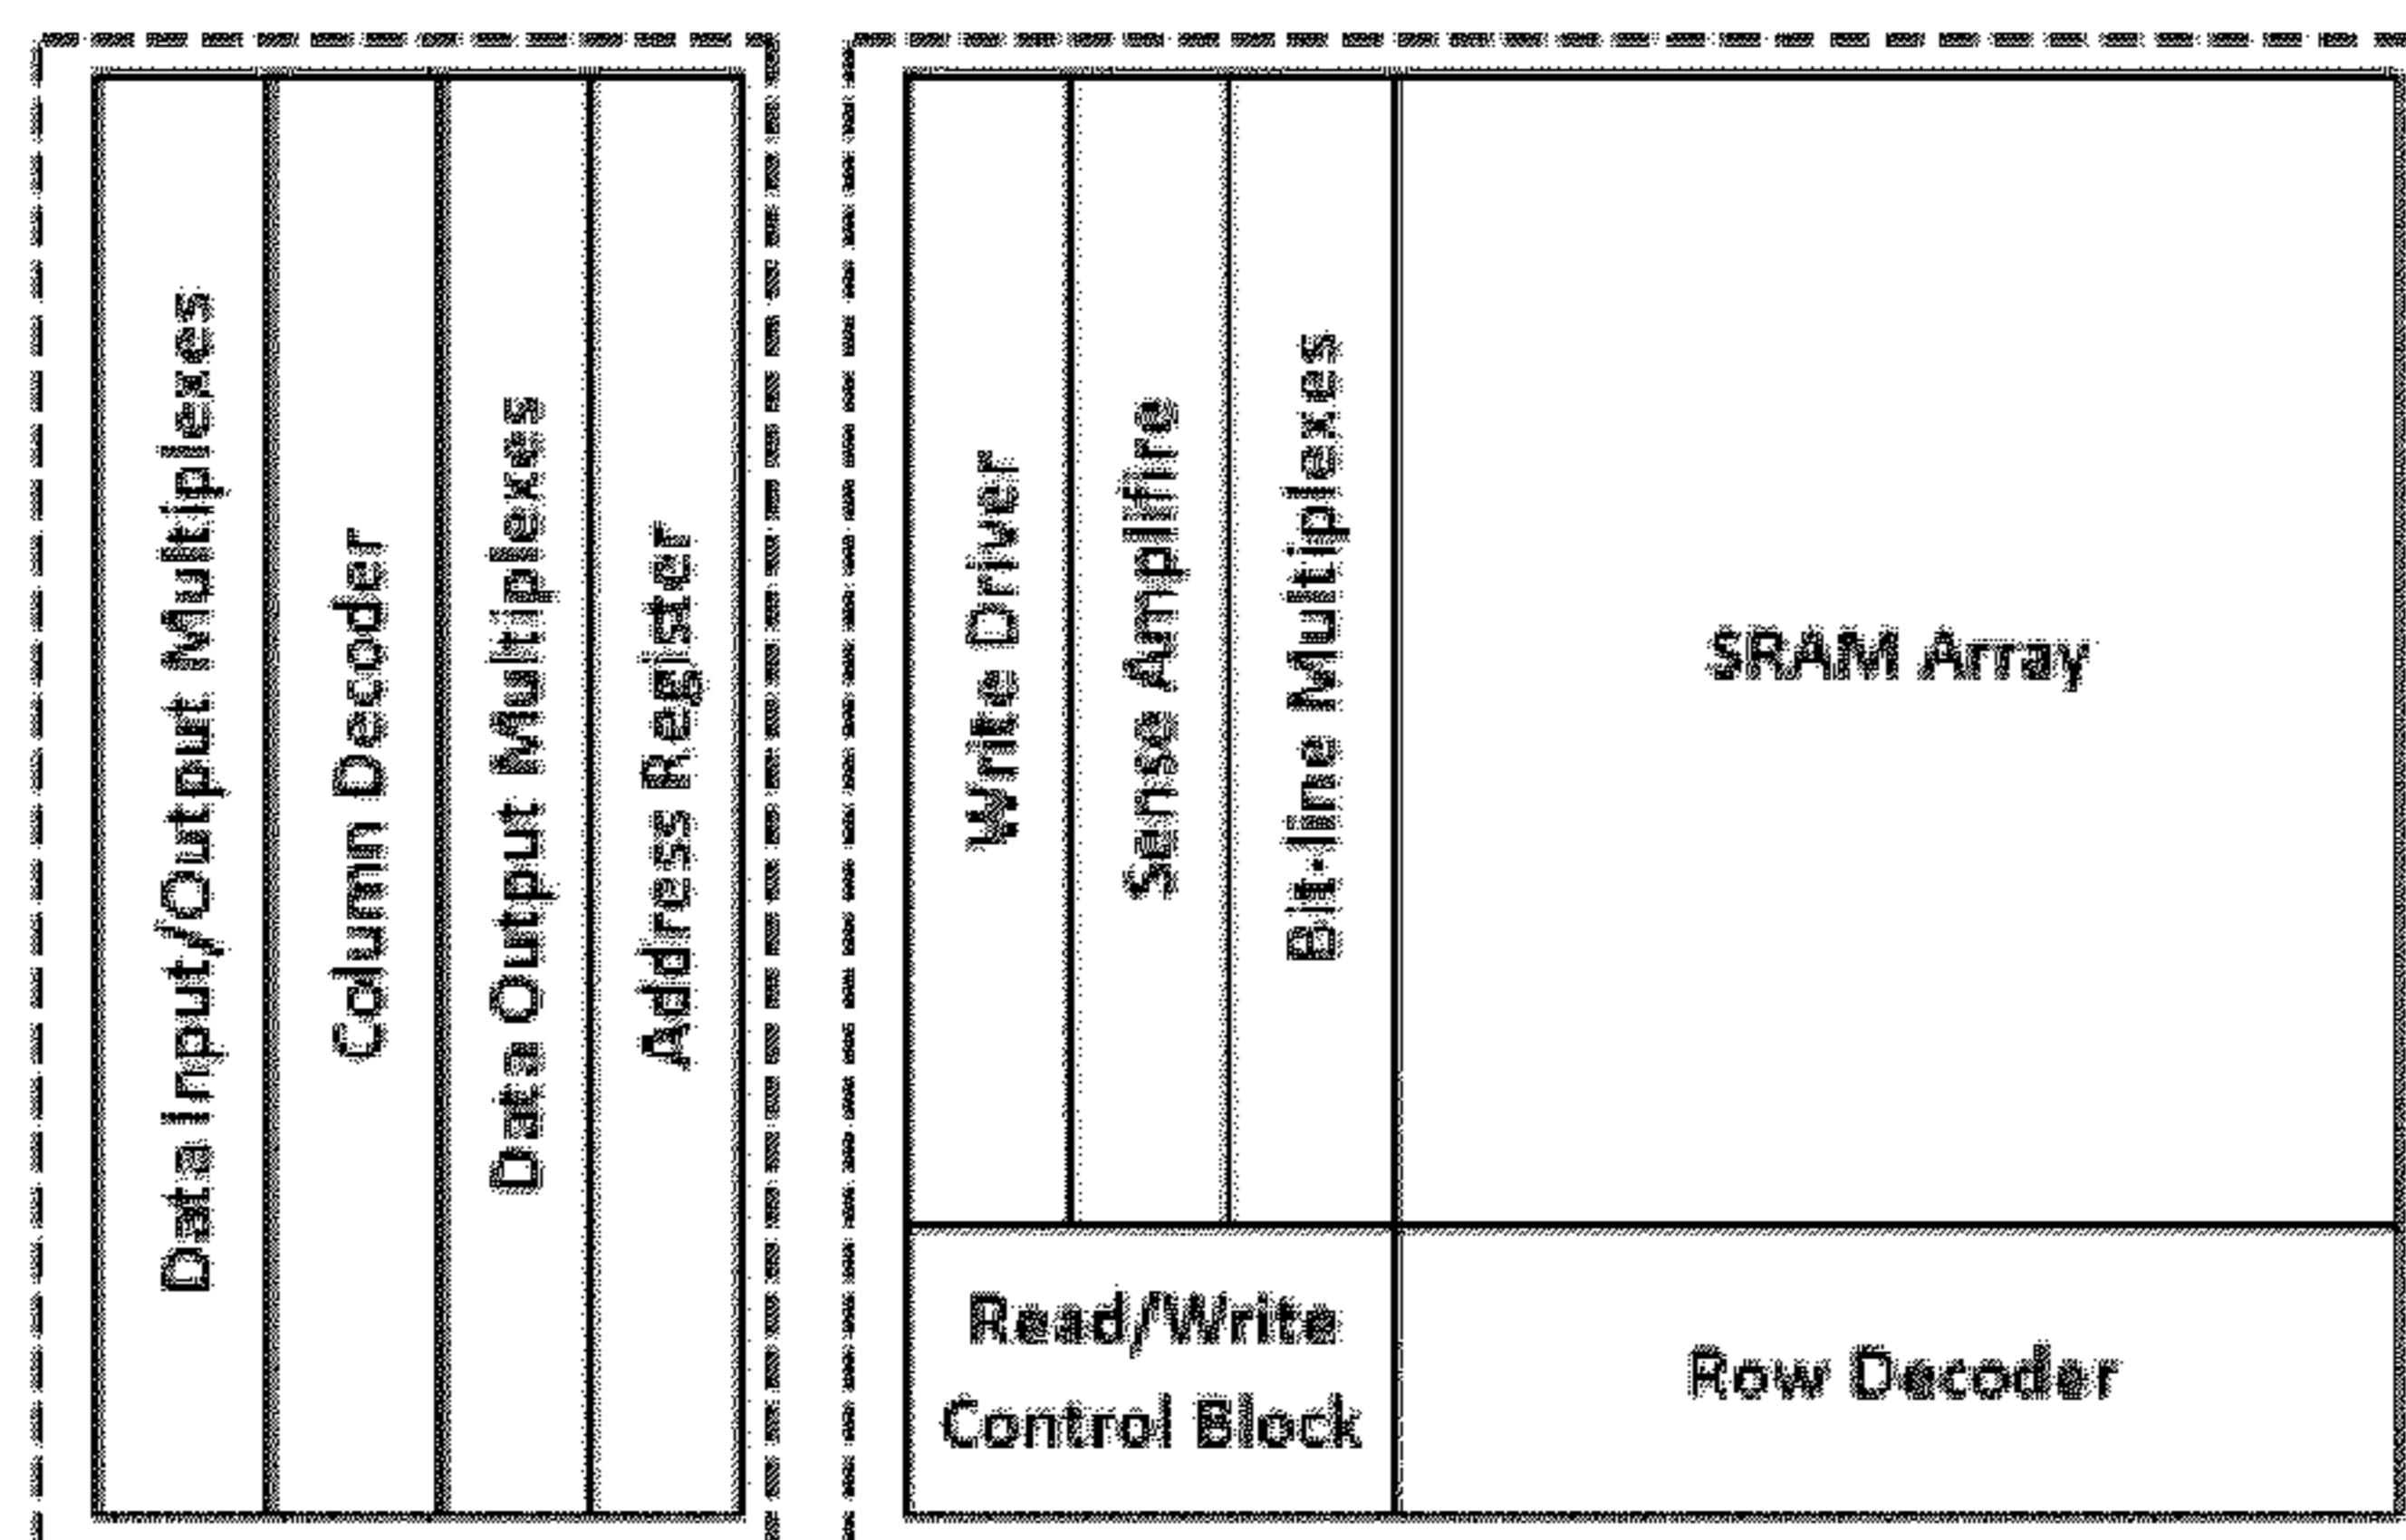 Data Input/Output Multiplexes
Column Decoder
Data Output Multiplexes
Address Register
Write Driver
Sense Amplifire
Bit-line Multiplexes
SRAM Array
Read/Write
Control Block
Row Decoder